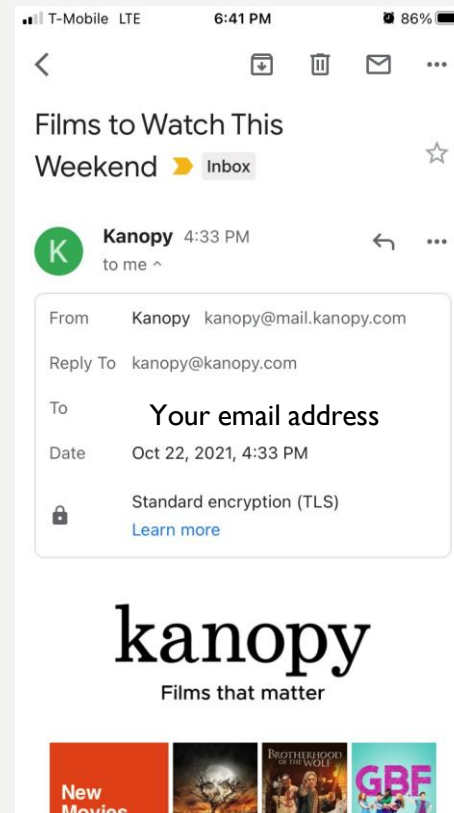 T-Mobile LTE 6:41 PM 86%
Films to Watch This
Weekend Inbox
K
Kanopy 4:33 PM
to me
From Kanopy kanopy@mail.kanopy.com
Reply To kanopy@kanopy.com
To Your email address
Date Oct 22, 2021, 4:33 PM
Standard encryption (TLS)
Learn more
kanopy
Films that matter
BROTHERHOOD
OF THE WOLF
GBF
New
Movies